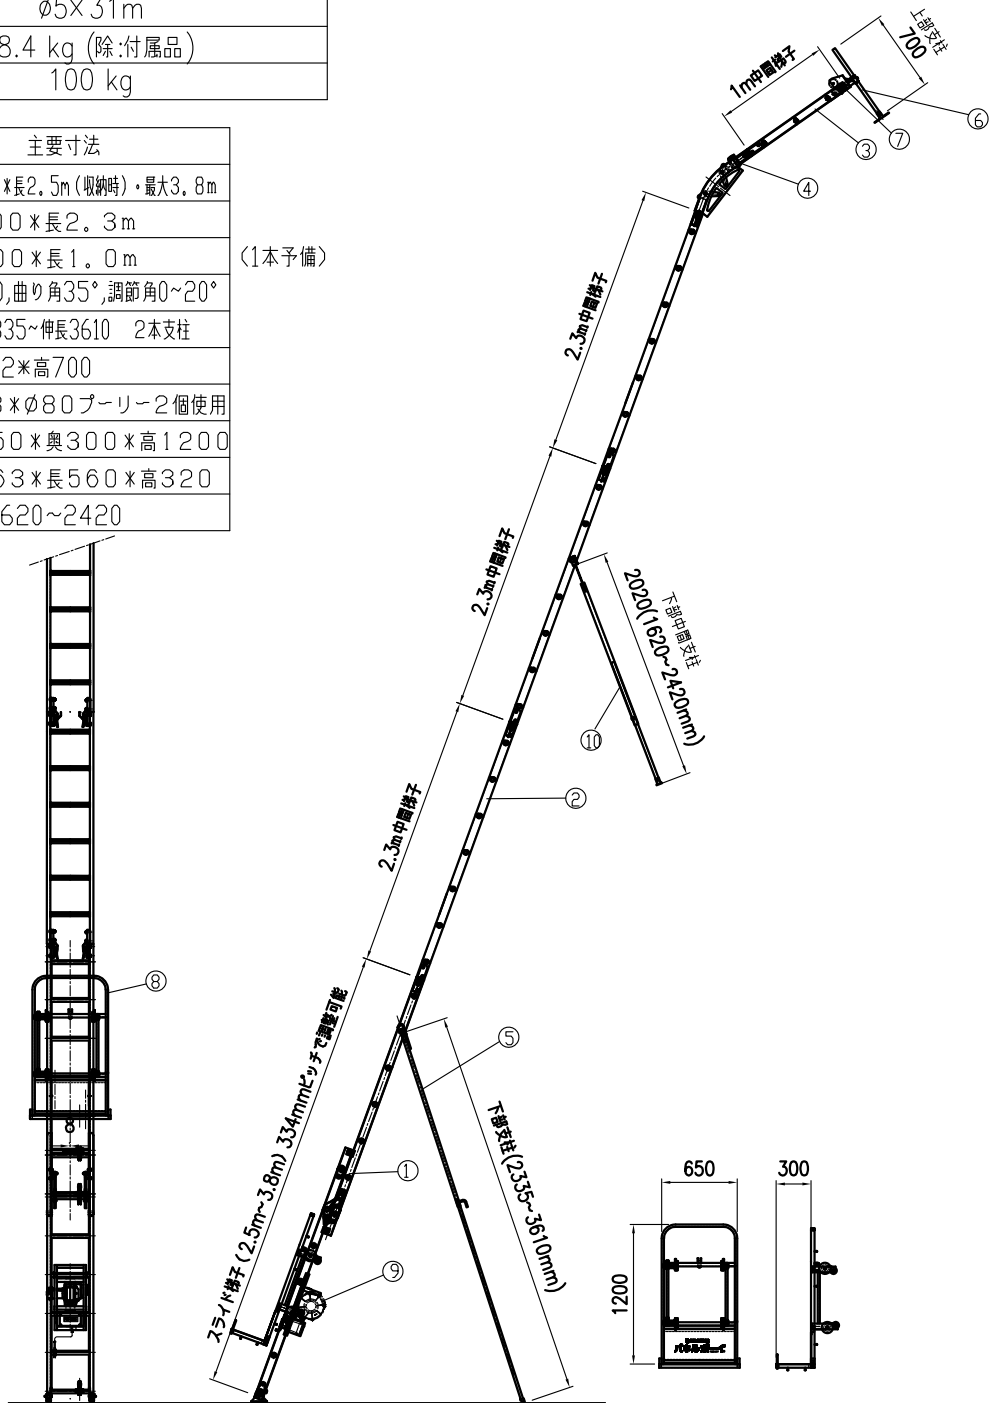 φ5×31m
8.4 kg (除:付属品)
100 kg
主要寸法
*長2.5m(収納時)・最大3.8m
00*長2.3m
00*長1.0m
(1本予備)
0,曲り角35°,調節角0~20°
335~伸長3610 2本支柱
2*高700
3*Ø80プーリー2個使用
50*奥300*高1200
63*長560*高320
1620~2420
上部支柱
700
1m中間梯子
⑥
⑦
③
④
2.3m中間梯子
2.3m中間梯子
下部中間支柱
2020(1620~2420mm)
⑩
②
2.3m中間梯子
⑧
⑤
スライド梯子(2.5m~3.8m) 334mmピッチで調整可能
下部支柱(2335~3610mm)
①
⑨
650
300
1200